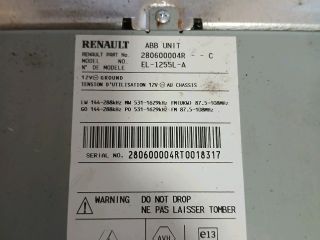 RENAULT ABB UNIT
RENAULT PART No. 280600004R - - C
MODEL NO. EL-1255L-A
N° DE MODELE
12V⎓ GROUND
TENSION D'UTILISATION 12V⎓ AU CHASSIS
LW 144-288kHz MW 531-1629kHz FM(UKW) 87.5-108MHz
GO 144-288kHz PO 531-1629kHz FM 87.5-108MHz
SERIAL NO. 280600004RT0018317
WARNING DO NOT DROP
NE PAS LAISSER TOMBER
AVH
e13